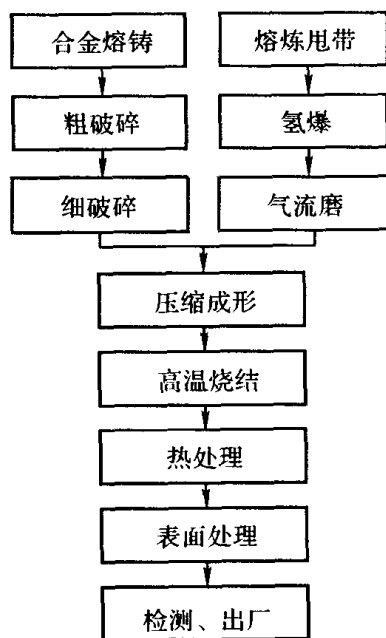 合金熔铸
熔炼甩带
粗破碎
氢爆
细破碎
气流磨
压缩成形
高温烧结
热处理
表面处理
检测、出厂